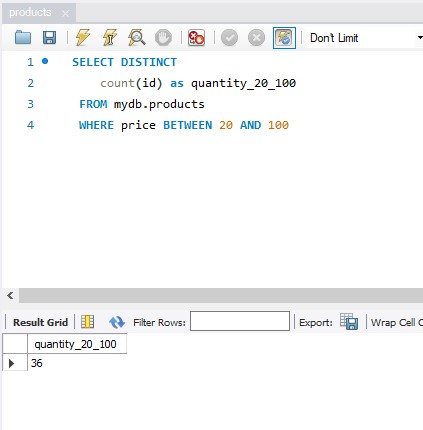 products
Don't Limit
1 SELECT DISTINCT
2 count(id) as quantity_20_100
3 FROM mydb.products
4 WHERE price BETWEEN 20 AND 100
Result Grid Filter Rows: Export: Wrap Cell C
quantity_20_100
36